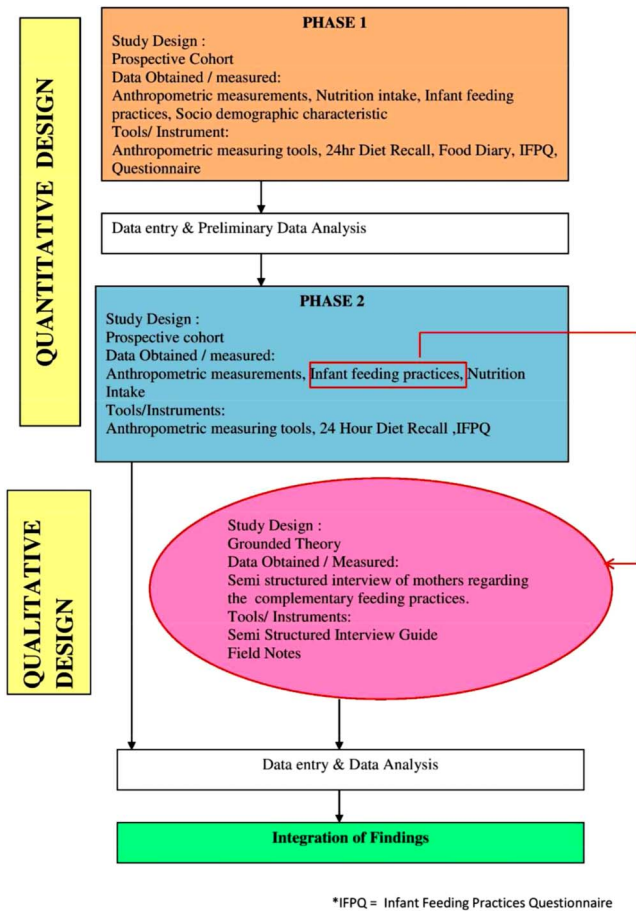 QUANTITATIVE DESIGN
PHASE 1
Study Design :
Prospective Cohort
Data Obtained / measured:
Anthropometric measurements, Nutrition intake, Infant feeding
practices, Socio demographic characteristic
Tools/ Instrument:
Anthropometric measuring tools, 24hr Diet Recall, Food Diary, IFPQ,
Questionnaire
Data entry & Preliminary Data Analysis
PHASE 2
Study Design :
Prospective cohort
Data Obtained / measured:
Anthropometric measurements, Infant feeding practices, Nutrition
Intake
Tools/Instruments:
Anthropometric measuring tools, 24 Hour Diet Recall ,IFPQ
QUALITATIVE
DESIGN
Study Design :
Grounded Theory
Data Obtained / Measured:
Semi structured interview of mothers regarding
the complementary feeding practices.
Tools/ Instruments:
Semi Structured Interview Guide
Field Notes
Data entry & Data Analysis
Integration of Findings
*IFPQ = Infant Feeding Practices Questionnaire